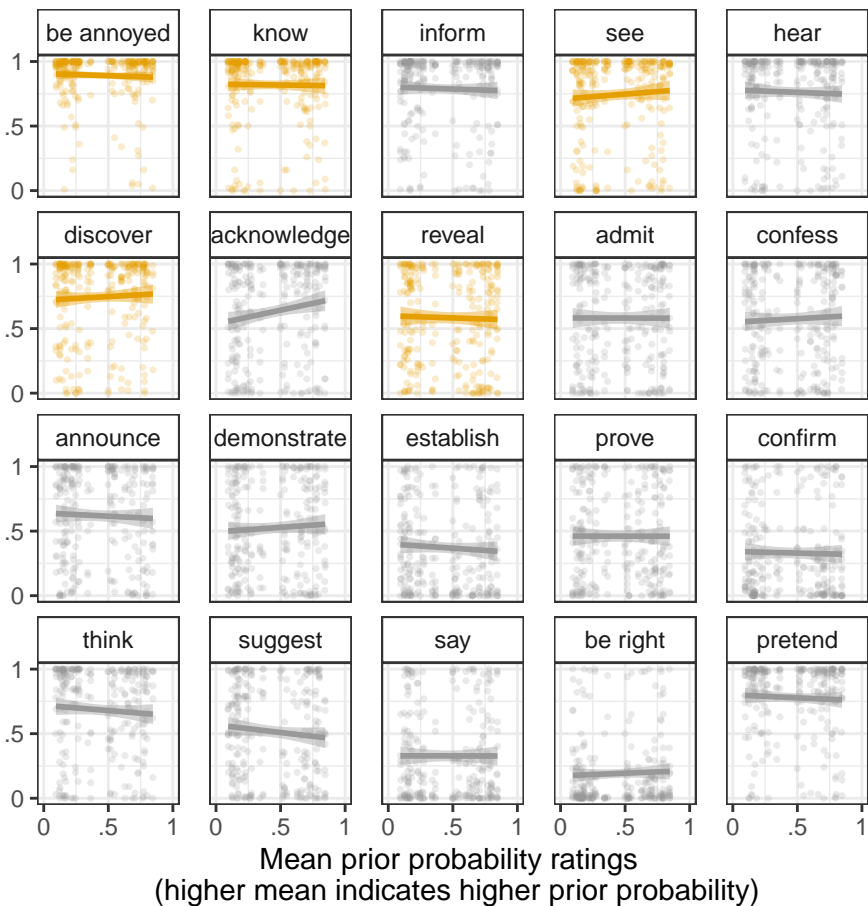 be annoyed know inform see hear
1
.5
0
discover acknowledge reveal admit confess
1
.5
0
announce demonstrate establish prove confirm
1
.5
0
think suggest say be right pretend
1
.5
0
0 .5 1 0 .5 1 0 .5 1 0 .5 1 0 .5 1
Mean prior probability ratings
(higher mean indicates higher prior probability)